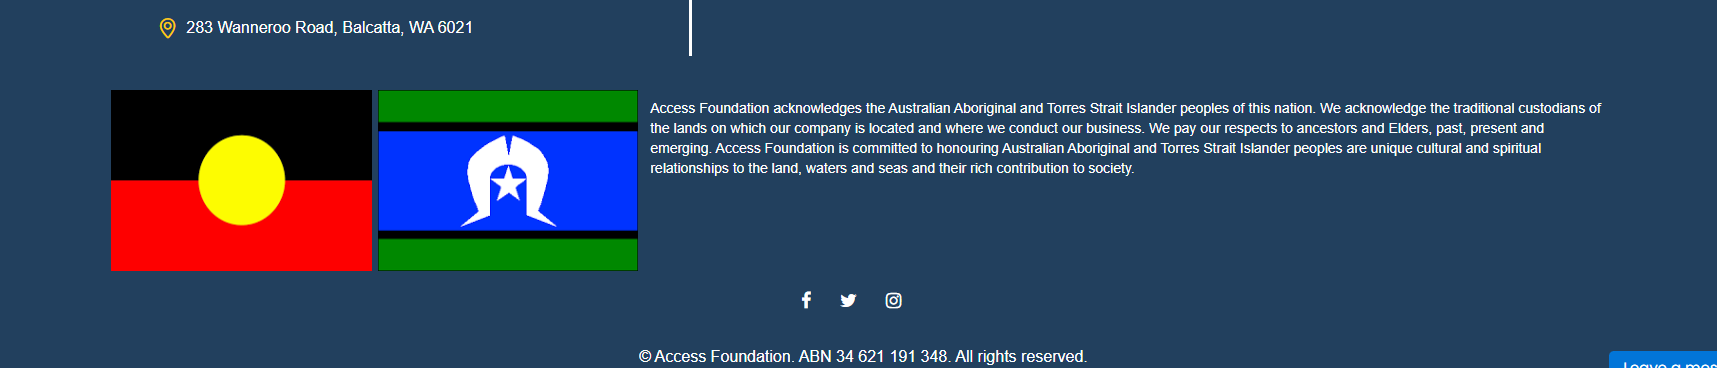 283 Wanneroo Road, Balcatta, WA 6021
Access Foundation acknowledges the Australian Aboriginal and Torres Strait Islander peoples of this nation. We acknowledge the traditional custodians of
the lands on which our company is located and where we conduct our business. We pay our respects to ancestors and Elders, past, present and
emerging. Access Foundation is committed to honouring Australian Aboriginal and Torres Strait Islander peoples are unique cultural and spiritual
relationships to the land, waters and seas and their rich contribution to society.
© Access Foundation. ABN 34 621 191 348. All rights reserved.
Leave a